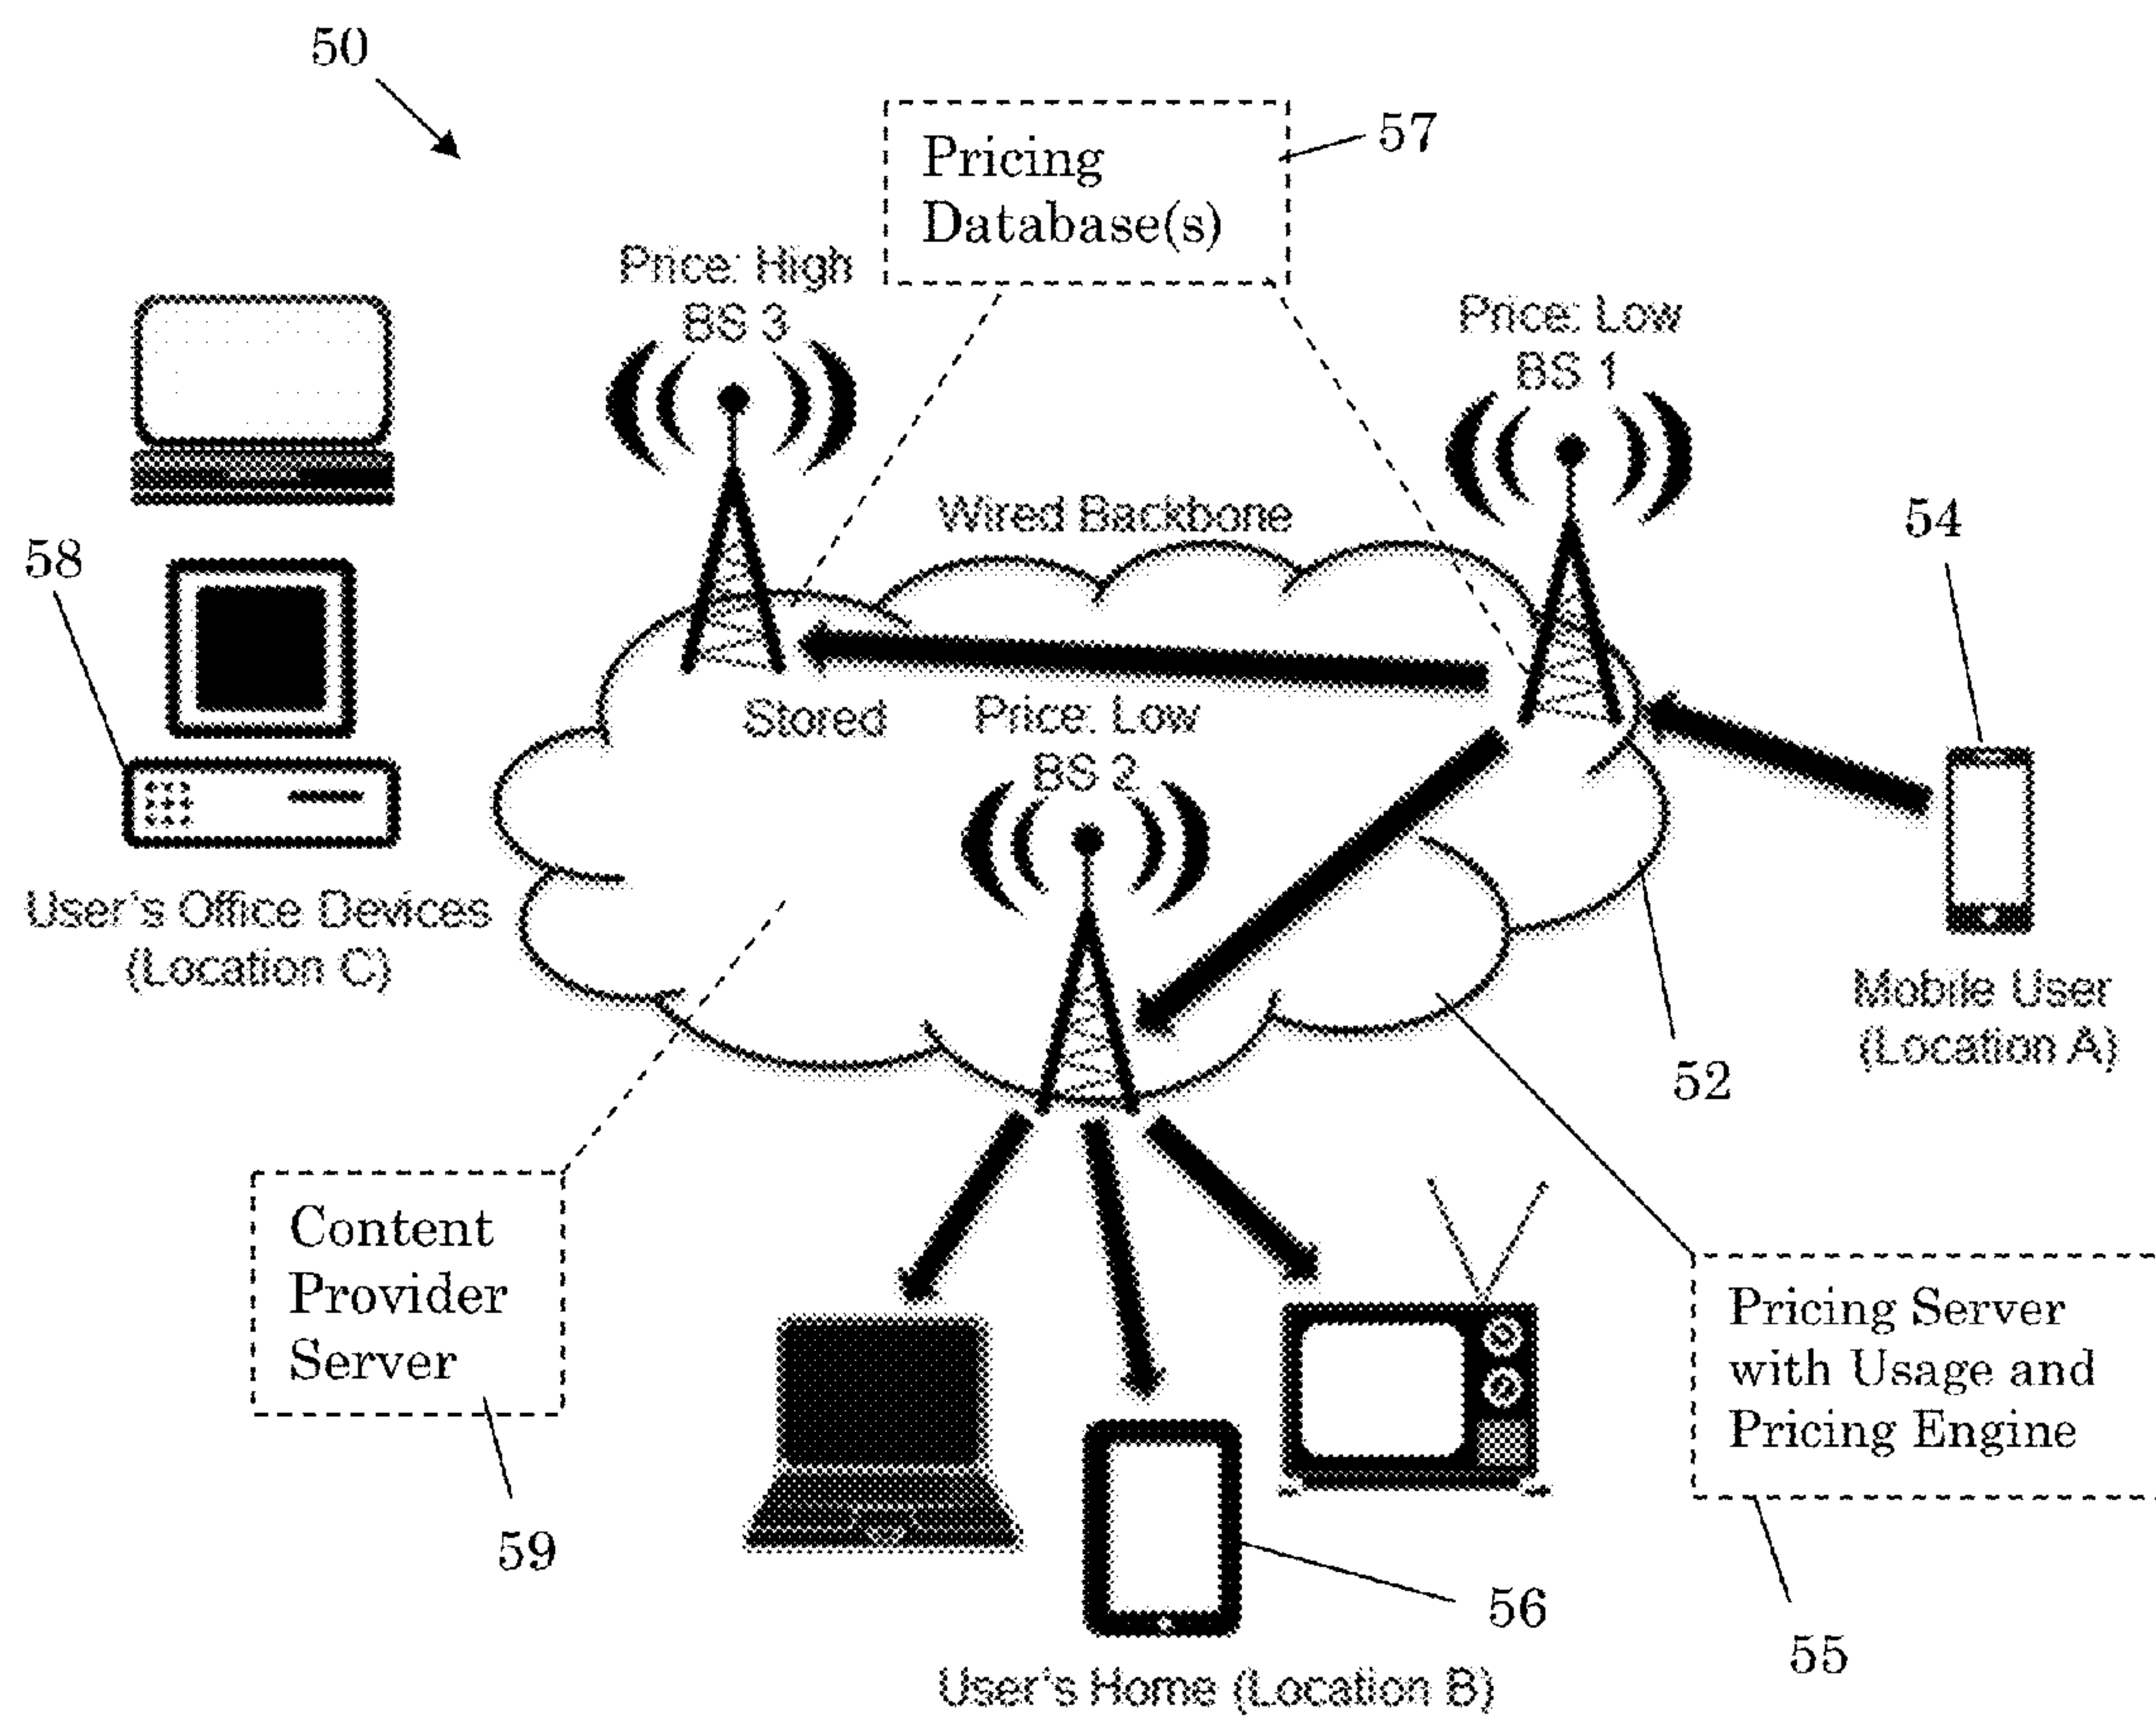 50
57
Pricing
Database(s)
Price: High
BS 3
Price: Low
BS 1
Wired Backbone
54
58
Stored
Price: Low
BS 2
User's Office Devices
(Location C)
Mobile User
(Location A)
52
Content
Provider
Server
59
Pricing Server
with Usage and
Pricing Engine
56
55
User's Home (Location B)